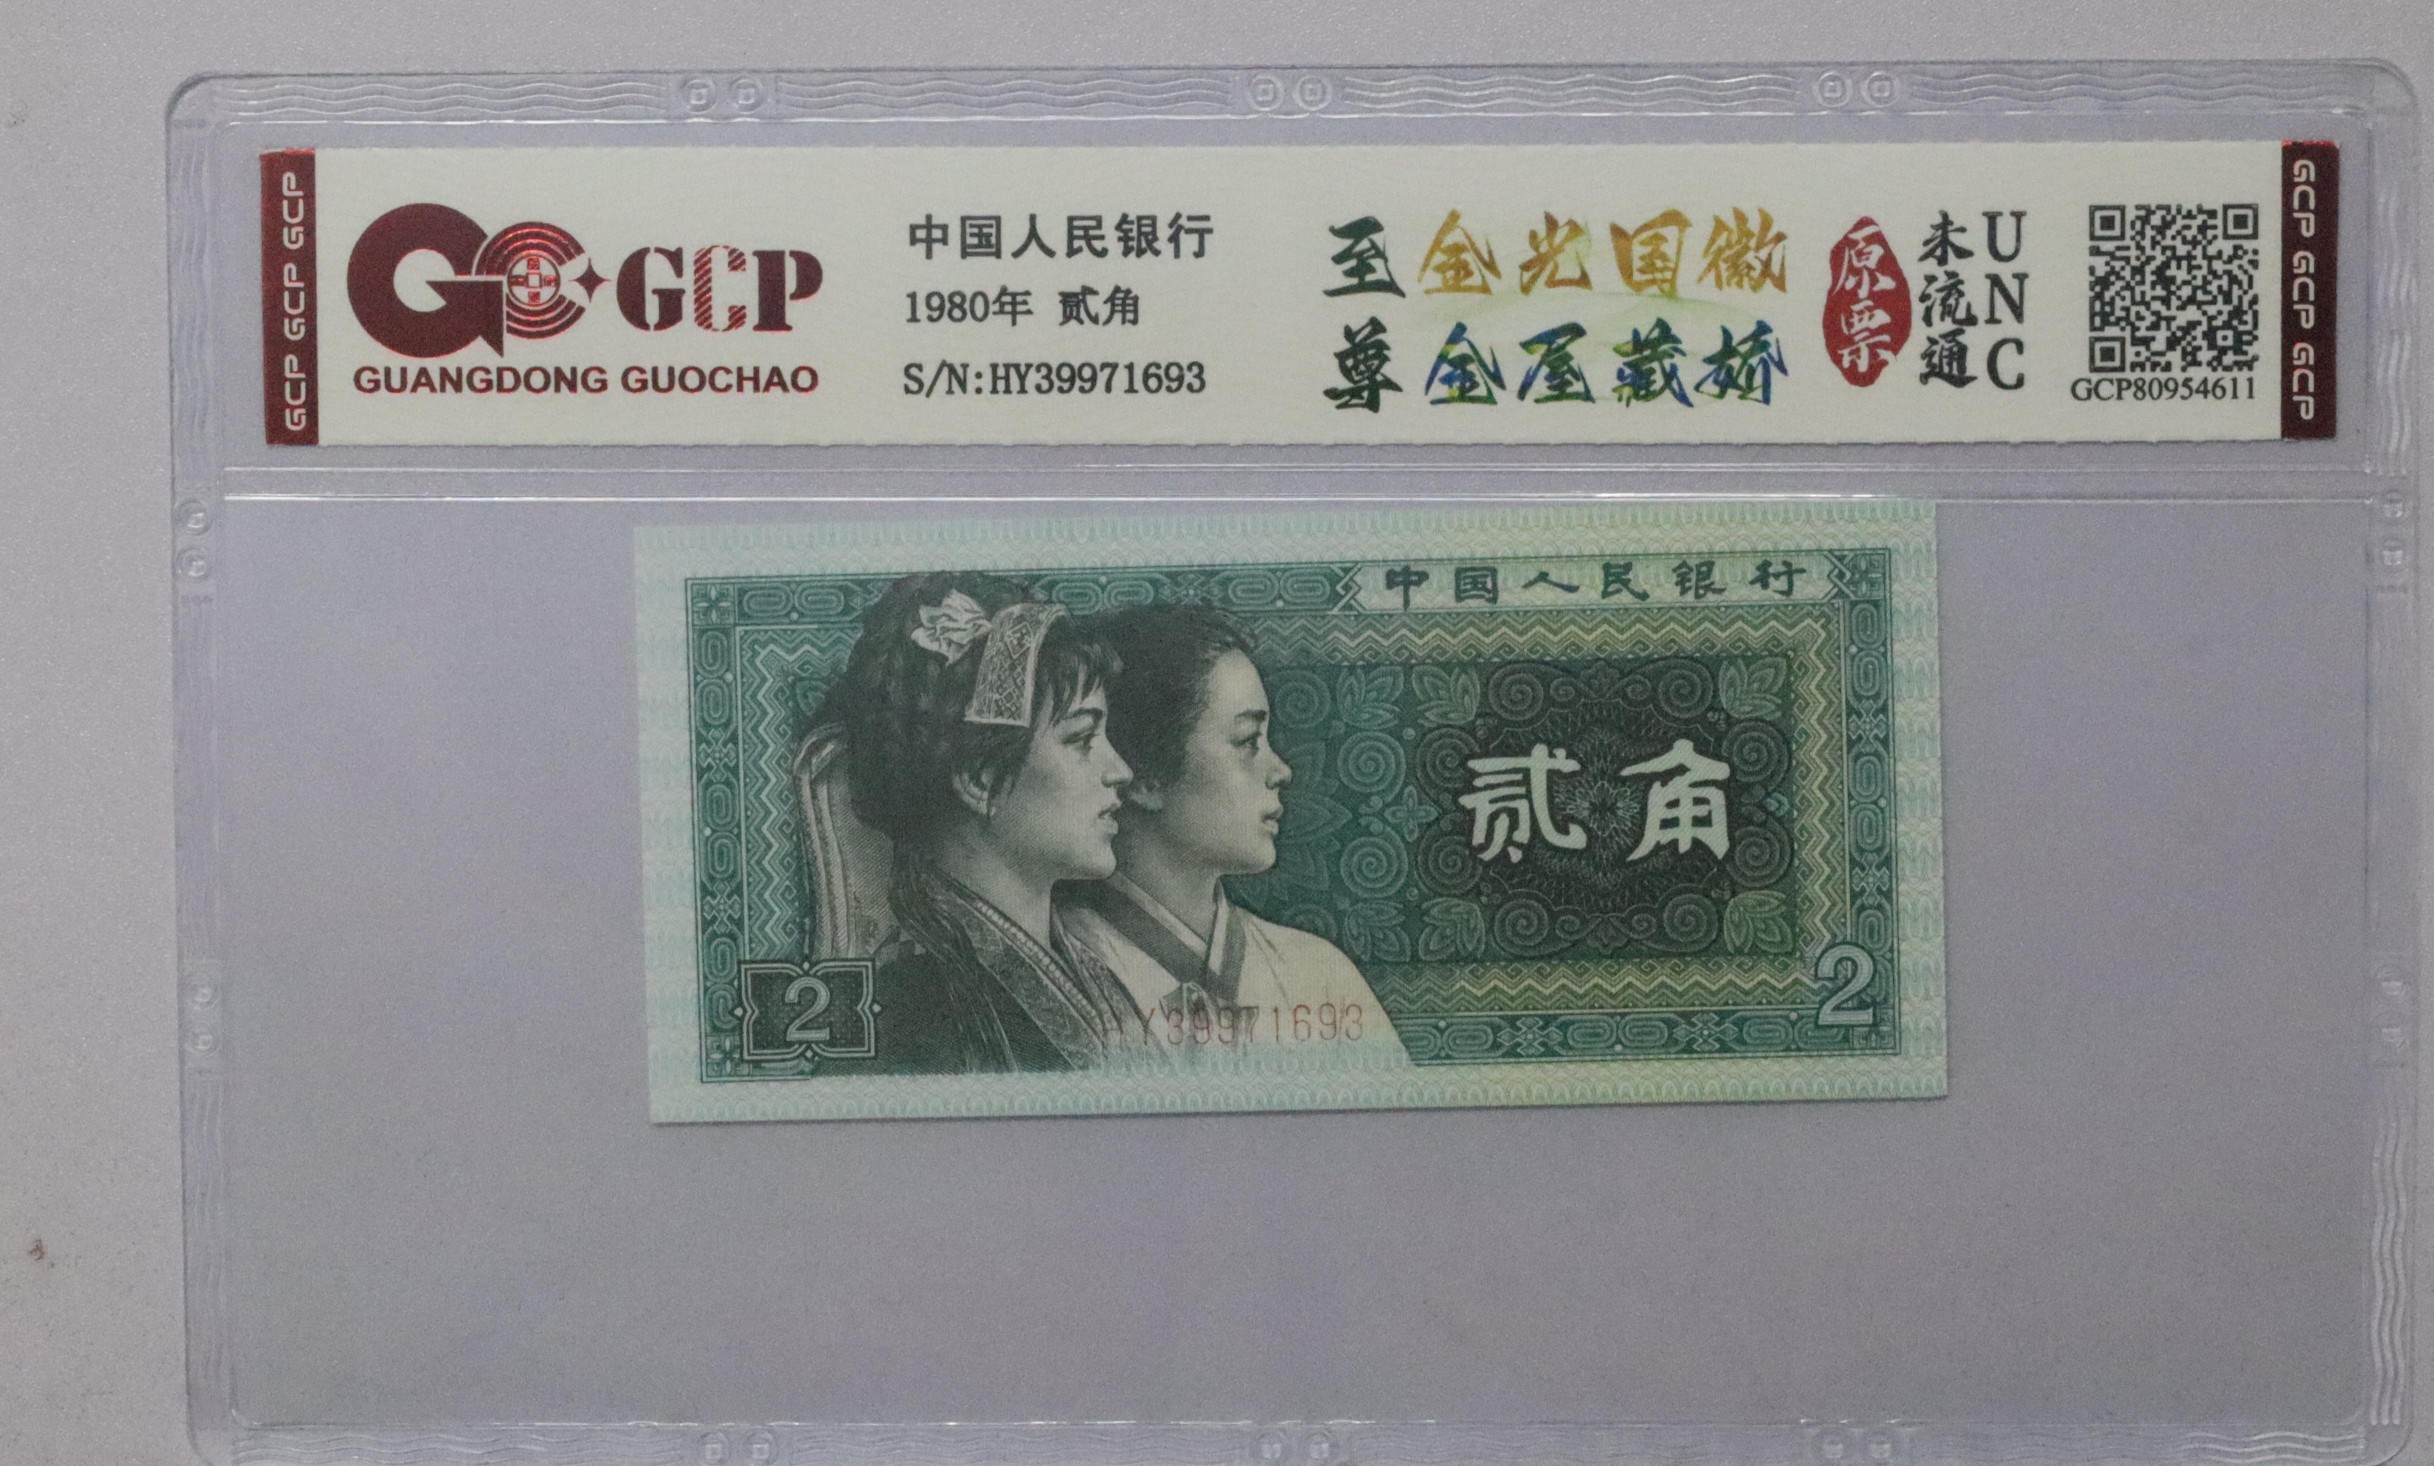 GCP GCP GCP
GCP
GUANGDONG GUOCHAO
中国人民银行
1980年 贰角
S/N:HY39971693
至尊
金光国徽
金屋藏娇
原票
未流通
UNC
GCP80954611
GCP GCP GCP
中国人民银行
贰角
2
HY39971693
2